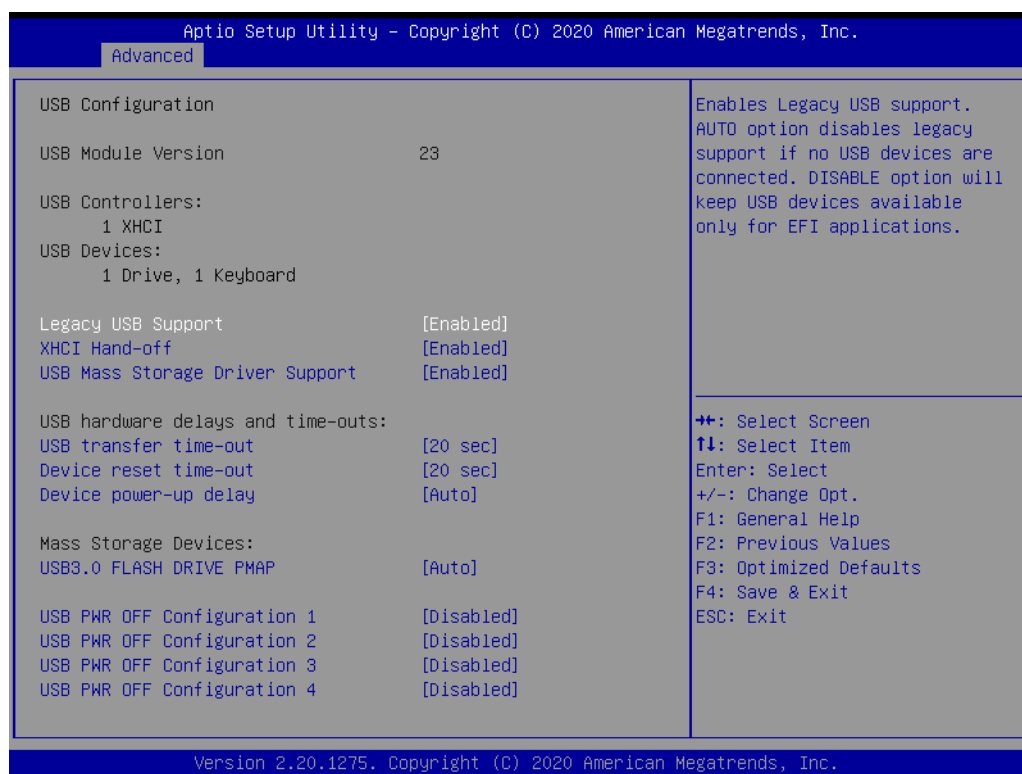 Aptio Setup Utility – Copyright (C) 2020 American Megatrends, Inc.
Advanced
USB Configuration
USB Module Version 23
USB Controllers:
1 XHCI
USB Devices:
1 Drive, 1 Keyboard
Legacy USB Support [Enabled]
XHCI Hand-off [Enabled]
USB Mass Storage Driver Support [Enabled]
USB hardware delays and time-outs:
USB transfer time-out [20 sec]
Device reset time-out [20 sec]
Device power-up delay [Auto]
Mass Storage Devices:
USB3.0 FLASH DRIVE PMAP [Auto]
USB PWR OFF Configuration 1 [Disabled]
USB PWR OFF Configuration 2 [Disabled]
USB PWR OFF Configuration 3 [Disabled]
USB PWR OFF Configuration 4 [Disabled]
Enables Legacy USB support.
AUTO option disables legacy
support if no USB devices are
connected. DISABLE option will
keep USB devices available
only for EFI applications.
→←: Select Screen
↑↓: Select Item
Enter: Select
+/-: Change Opt.
F1: General Help
F2: Previous Values
F3: Optimized Defaults
F4: Save & Exit
ESC: Exit
Version 2.20.1275. Copyright (C) 2020 American Megatrends, Inc.